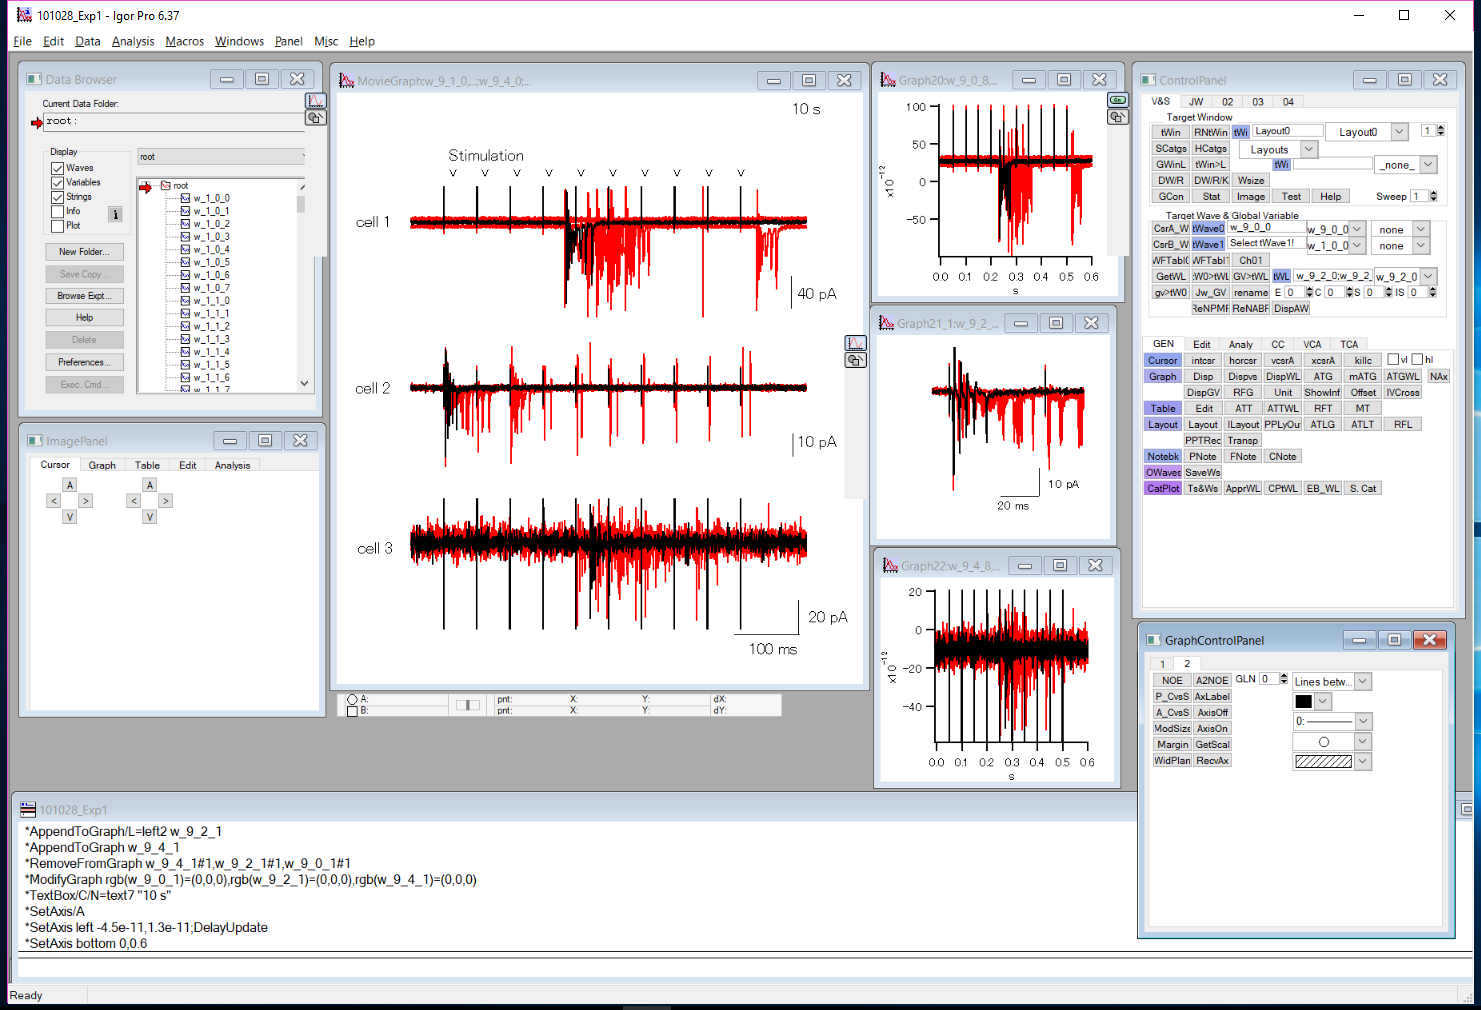 101028_Exp1 - Igor Pro 6.37
File Edit Data Analysis Macros Windows Panel Misc Help
Data Browser
Current Data Folder:
root:
Display
Waves
Variables
Strings
Info
Plot
New Folder...
Save Copy...
Browse Expt...
Help
Delete
Preferences...
Exec. Cmd...
root
root
w_1_0_0
w_1_0_1
w_1_0_2
w_1_0_3
w_1_0_4
w_1_0_5
w_1_0_6
w_1_0_7
w_1_1_0
w_1_1_1
w_1_1_2
w_1_1_3
w_1_1_4
w_1_1_5
w_1_1_6
w_1_1_7
ImagePanel
Cursor Graph Table Edit Analysis
A A
< > < >
V V
MovieGraph:w_9_1_0,...;w_9_4_0;...
10 s
Stimulation
cell 1
40 pA
cell 2
10 pA
cell 3
20 pA
100 ms
A: pnt: X: Y: dX:
B: pnt: X: Y: dY:
Graph20:w_9_0_8,...
100
50
0
-50
x10^-12
0.0 0.1 0.2 0.3 0.4 0.5 0.6
s
Graph21_1:w_9_2_...
10 pA
20 ms
Graph22:w_9_4_8,...
20
0
-20
-40
x10^-12
0.0 0.1 0.2 0.3 0.4 0.5 0.6
s
ControlPanel
V&S JW 02 03 04
Target Window
tWin RNtWin tWi Layout0 Layout0 1
SCatgs HCatgs Layouts
GWinL tWin>L tWi _none_
DW/R DW/R/K Wsize
GCon Stat Image Test Help Sweep 1
Target Wave & Global Variable
CsrA_W tWave0 w_9_0_0 w_9_0_0 none
CsrB_W tWave1 Select tWave1! w_1_0_0 none
Ch01
GetWL GV>tWL tWL w_9_2_0;w_9_2_ w_9_2_0
gv>tW0 Jw_GV rename E 0 C 0 S 0 IS 0
DispAW
GEN Edit Analy CC VCA TCA
Cursor intcsr horcsr vcsrA xcsrA killc vl hl
Graph Disp Dispvs DispWL ATG mATG ATGWL NAx
DispGV RFG Unit ShowInf Offset IVCross
Table Edit ATT ATTWL RFT MT
Layout Layout lLayout PPLyOu ATLG ATLT RFL
PPTRec Transp
Notebk PNote FNote CNote
OWaves SaveWs
CatPlot Ts&Ws ApprWL CPtWL EB_WL S. Cat
GraphControlPanel
1 2
NOE A2NOE GLN 0 Lines betw...
P_CvsS AxLabel
A_CvsS AxisOff 0:
ModSize AxisOn
Margin GetScal
WidPlan RecvAx
101028_Exp1
*AppendToGraph/L=left2 w_9_2_1
*AppendToGraph w_9_4_1
*RemoveFromGraph w_9_4_1#1,w_9_2_1#1,w_9_0_1#1
*ModifyGraph rgb(w_9_0_1)=(0,0,0),rgb(w_9_2_1)=(0,0,0),rgb(w_9_4_1)=(0,0,0)
*TextBox/C/N=text7 "10 s"
*SetAxis/A
*SetAxis left -4.5e-11,1.3e-11;DelayUpdate
*SetAxis bottom 0,0.6
Ready